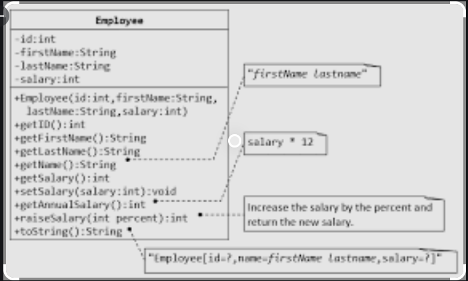 Employee
-id:int
-firstName:String
-lastName:String
-salary:int
+Employee(id:int,firstName:String,
lastName:String,salary:int)
+getID():int
+getFirstName():String
+getLastName():String
+getName():String
+getSalary():int
+setSalary(salary:int):void
+getAnnualSalary():int
+raiseSalary(int percent):int
+toString():String
"firstName lastname"
salary * 12
Increase the salary by the percent and
return the new salary.
"Employee[id=?,name=firstName lastname,salary=?]"